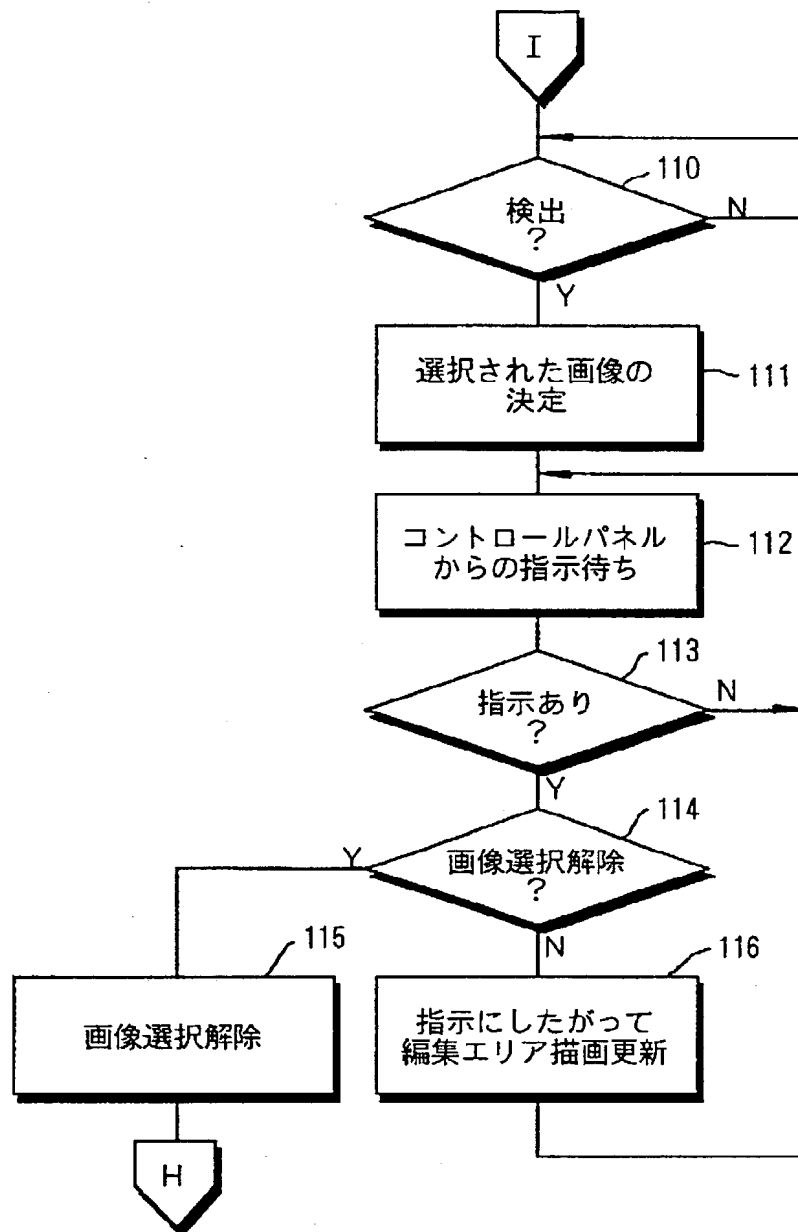 I
110
検出
?
N
Y
選択された画像の
決定
111
コントロールパネル
からの指示待ち
112
113
指示あり
?
N
Y
114
画像選択解除
?
Y
N
115
画像選択解除
116
指示にしたがって
編集エリア描画更新
H